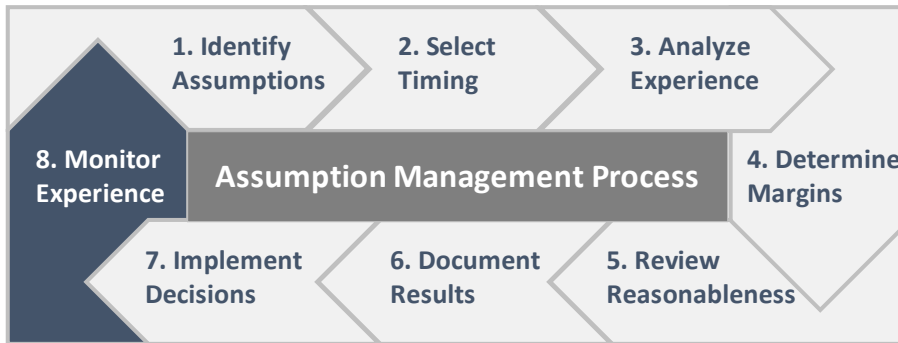 1. Identify
Assumptions
2. Select
Timing
3. Analyze
Experience
8. Monitor
Experience
Assumption Management Process
4. Determine
Margins
7. Implement
Decisions
6. Document
Results
5. Review
Reasonableness